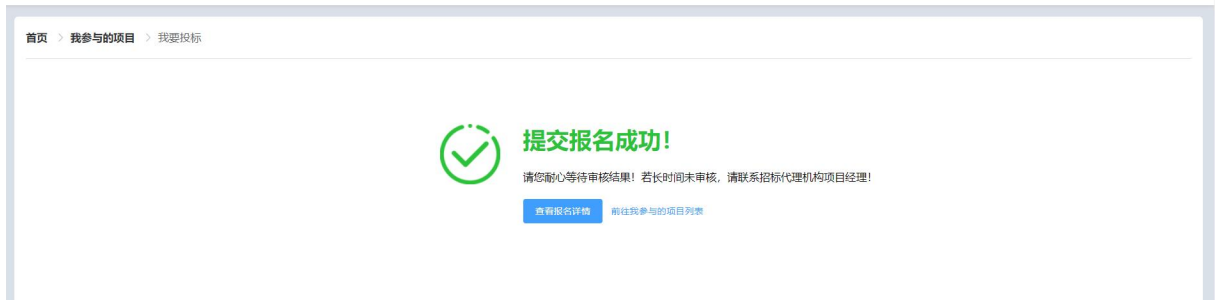 首页 > 我参与的项目 > 我要投标
提交报名成功！
请您耐心等待审核结果！若长时间未审核，请联系招标代理机构项目经理！
查看报名详情 前往我参与的项目列表